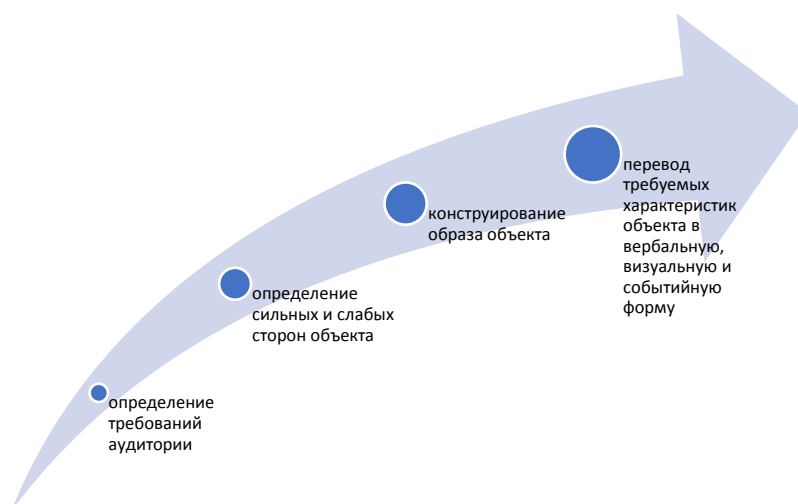 определение
требований
аудитории
определение
сильных и слабых
сторон объекта
конструирование
образа объекта
перевод
требуемых
характеристик
объекта в
вербальную,
визуальную и
событийную
форму